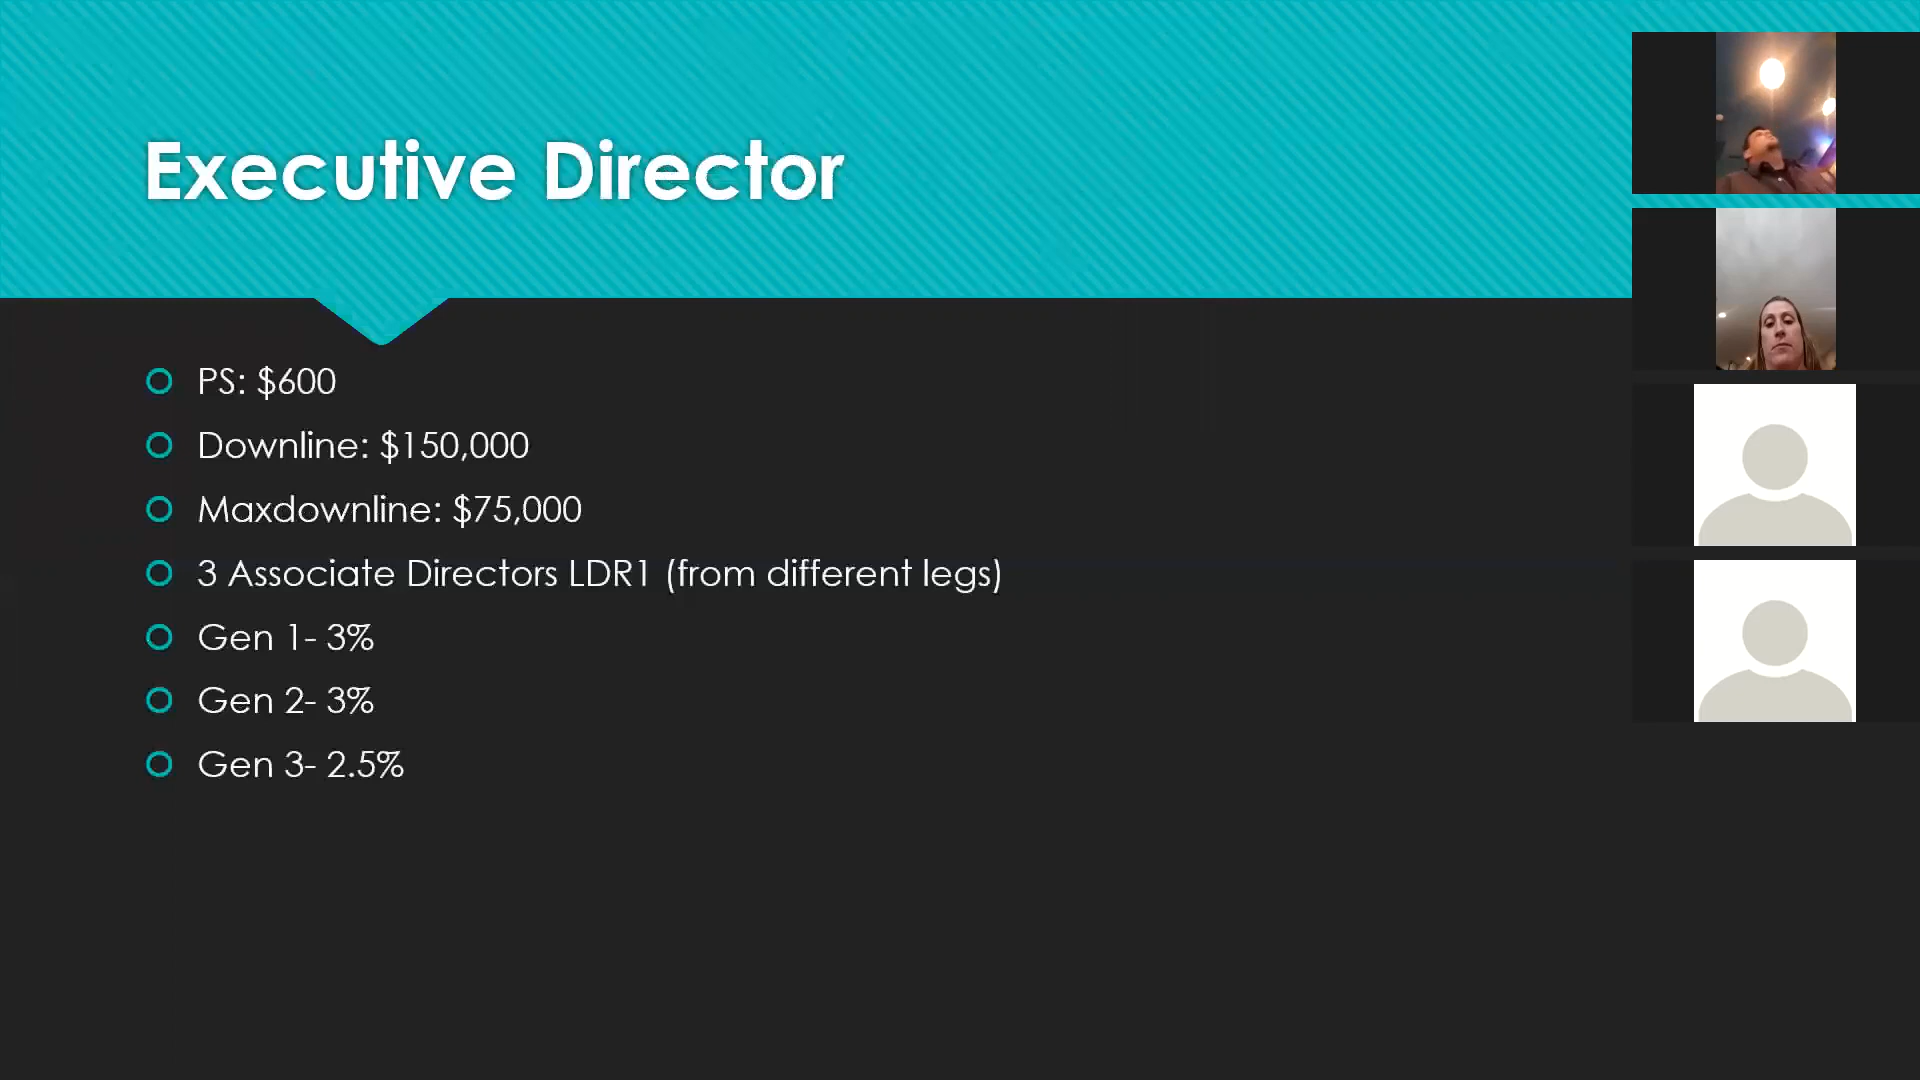 Executive Director
PS: $600
Downline: $150,000
Maxdownline: $75,000
3 Associate Directors LDR1 (from different legs)
Gen 1- 3%
Gen 2- 3%
Gen 3- 2.5%